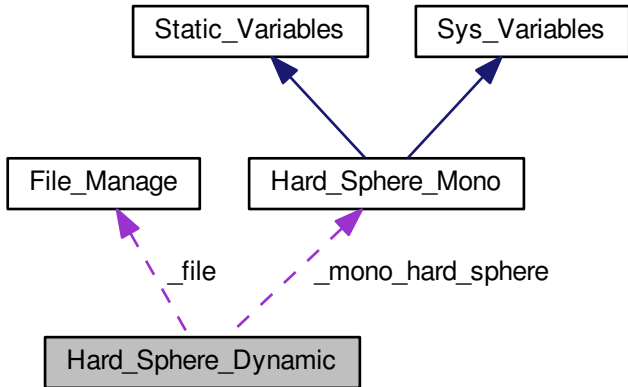 Static_Variables
Sys_Variables
File_Manage
Hard_Sphere_Mono
_file
_mono_hard_sphere
Hard_Sphere_Dynamic